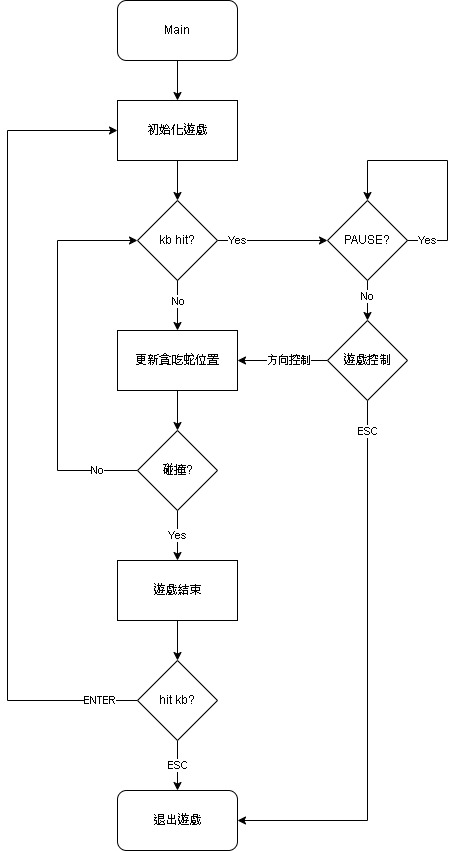 Main
初始化遊戲
kb hit?
Yes
PAUSE?
Yes
No
No
更新貪吃蛇位置
方向控制
遊戲控制
ESC
碰撞?
No
Yes
遊戲結束
hit kb?
ENTER
ESC
退出遊戲